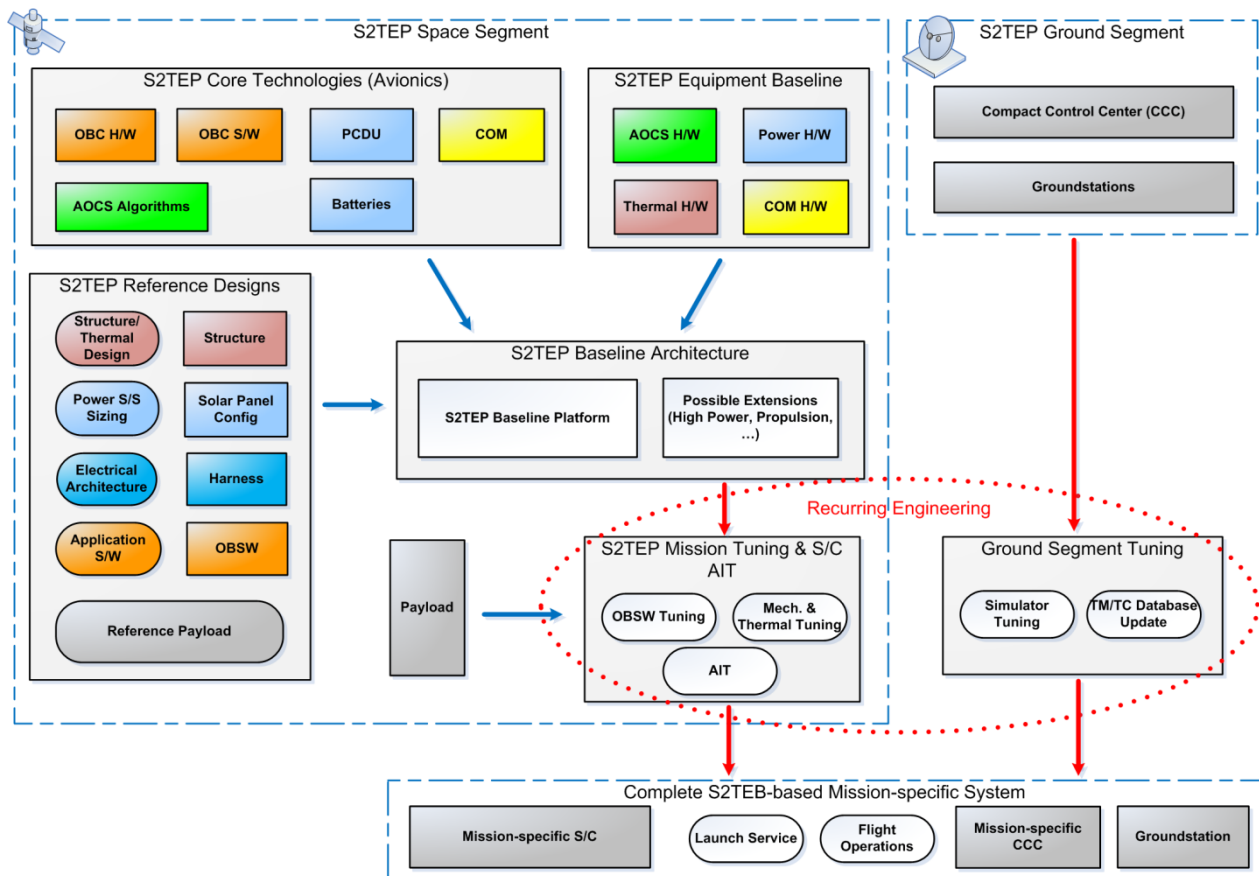 S2TEP Space Segment
S2TEP Ground Segment
S2TEP Core Technologies (Avionics)
OBC H/W
OBC S/W
PCDU
COM
AOCS Algorithms
Batteries
S2TEP Equipment Baseline
AOCS H/W
Power H/W
Thermal H/W
COM H/W
Compact Control Center (CCC)
Groundstations
S2TEP Reference Designs
Structure/
Thermal
Design
Structure
Power S/S
Sizing
Solar Panel
Config
Electrical
Architecture
Harness
Application
S/W
OBSW
Reference Payload
S2TEP Baseline Architecture
S2TEP Baseline Platform
Possible Extensions
(High Power, Propulsion,
...)
Recurring Engineering
Payload
S2TEP Mission Tuning & S/C
AIT
OBSW Tuning
Mech. &
Thermal Tuning
AIT
Ground Segment Tuning
Simulator
Tuning
TM/TC Database
Update
Complete S2TEB-based Mission-specific System
Mission-specific S/C
Launch Service
Flight
Operations
Mission-specific
CCC
Groundstation